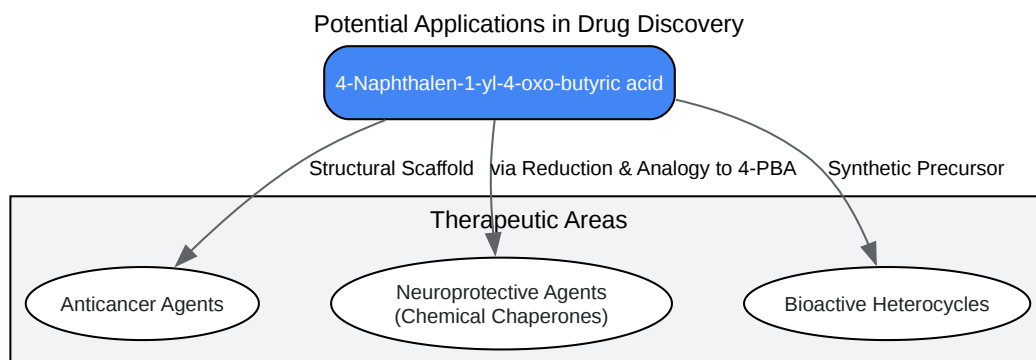 Potential Applications in Drug Discovery
4-Naphthalen-1-yl-4-oxo-butyric acid
Structural Scaffold
via Reduction & Analogy to 4-PBA
Synthetic Precursor
Therapeutic Areas
Anticancer Agents
Neuroprotective Agents
(Chemical Chaperones)
Bioactive Heterocycles